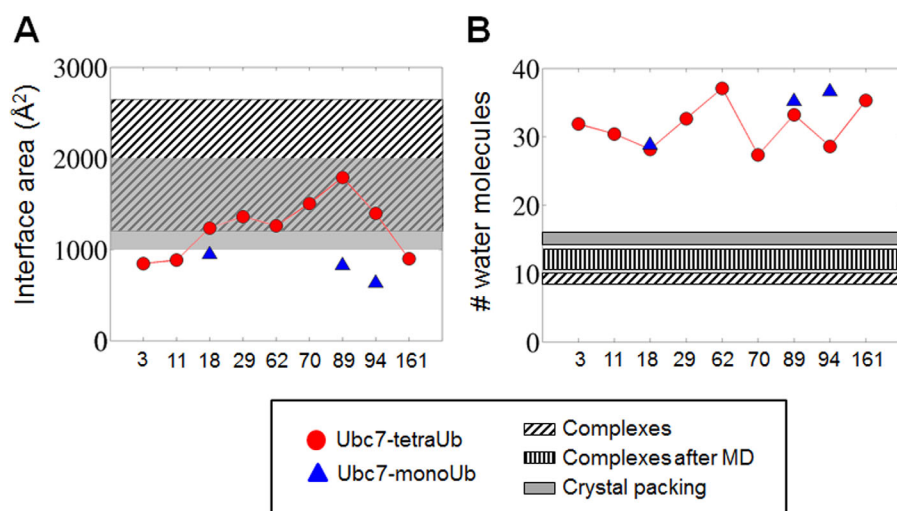 A
Interface area (Å²)
3000
2000
1000
0
3 11 18 29 62 70 89 94 161
B
# water molecules
40
30
20
10
0
3 11 18 29 62 70 89 94 161
Ubc7-tetraUb
Ubc7-monoUb
Complexes
Complexes after MD
Crystal packing